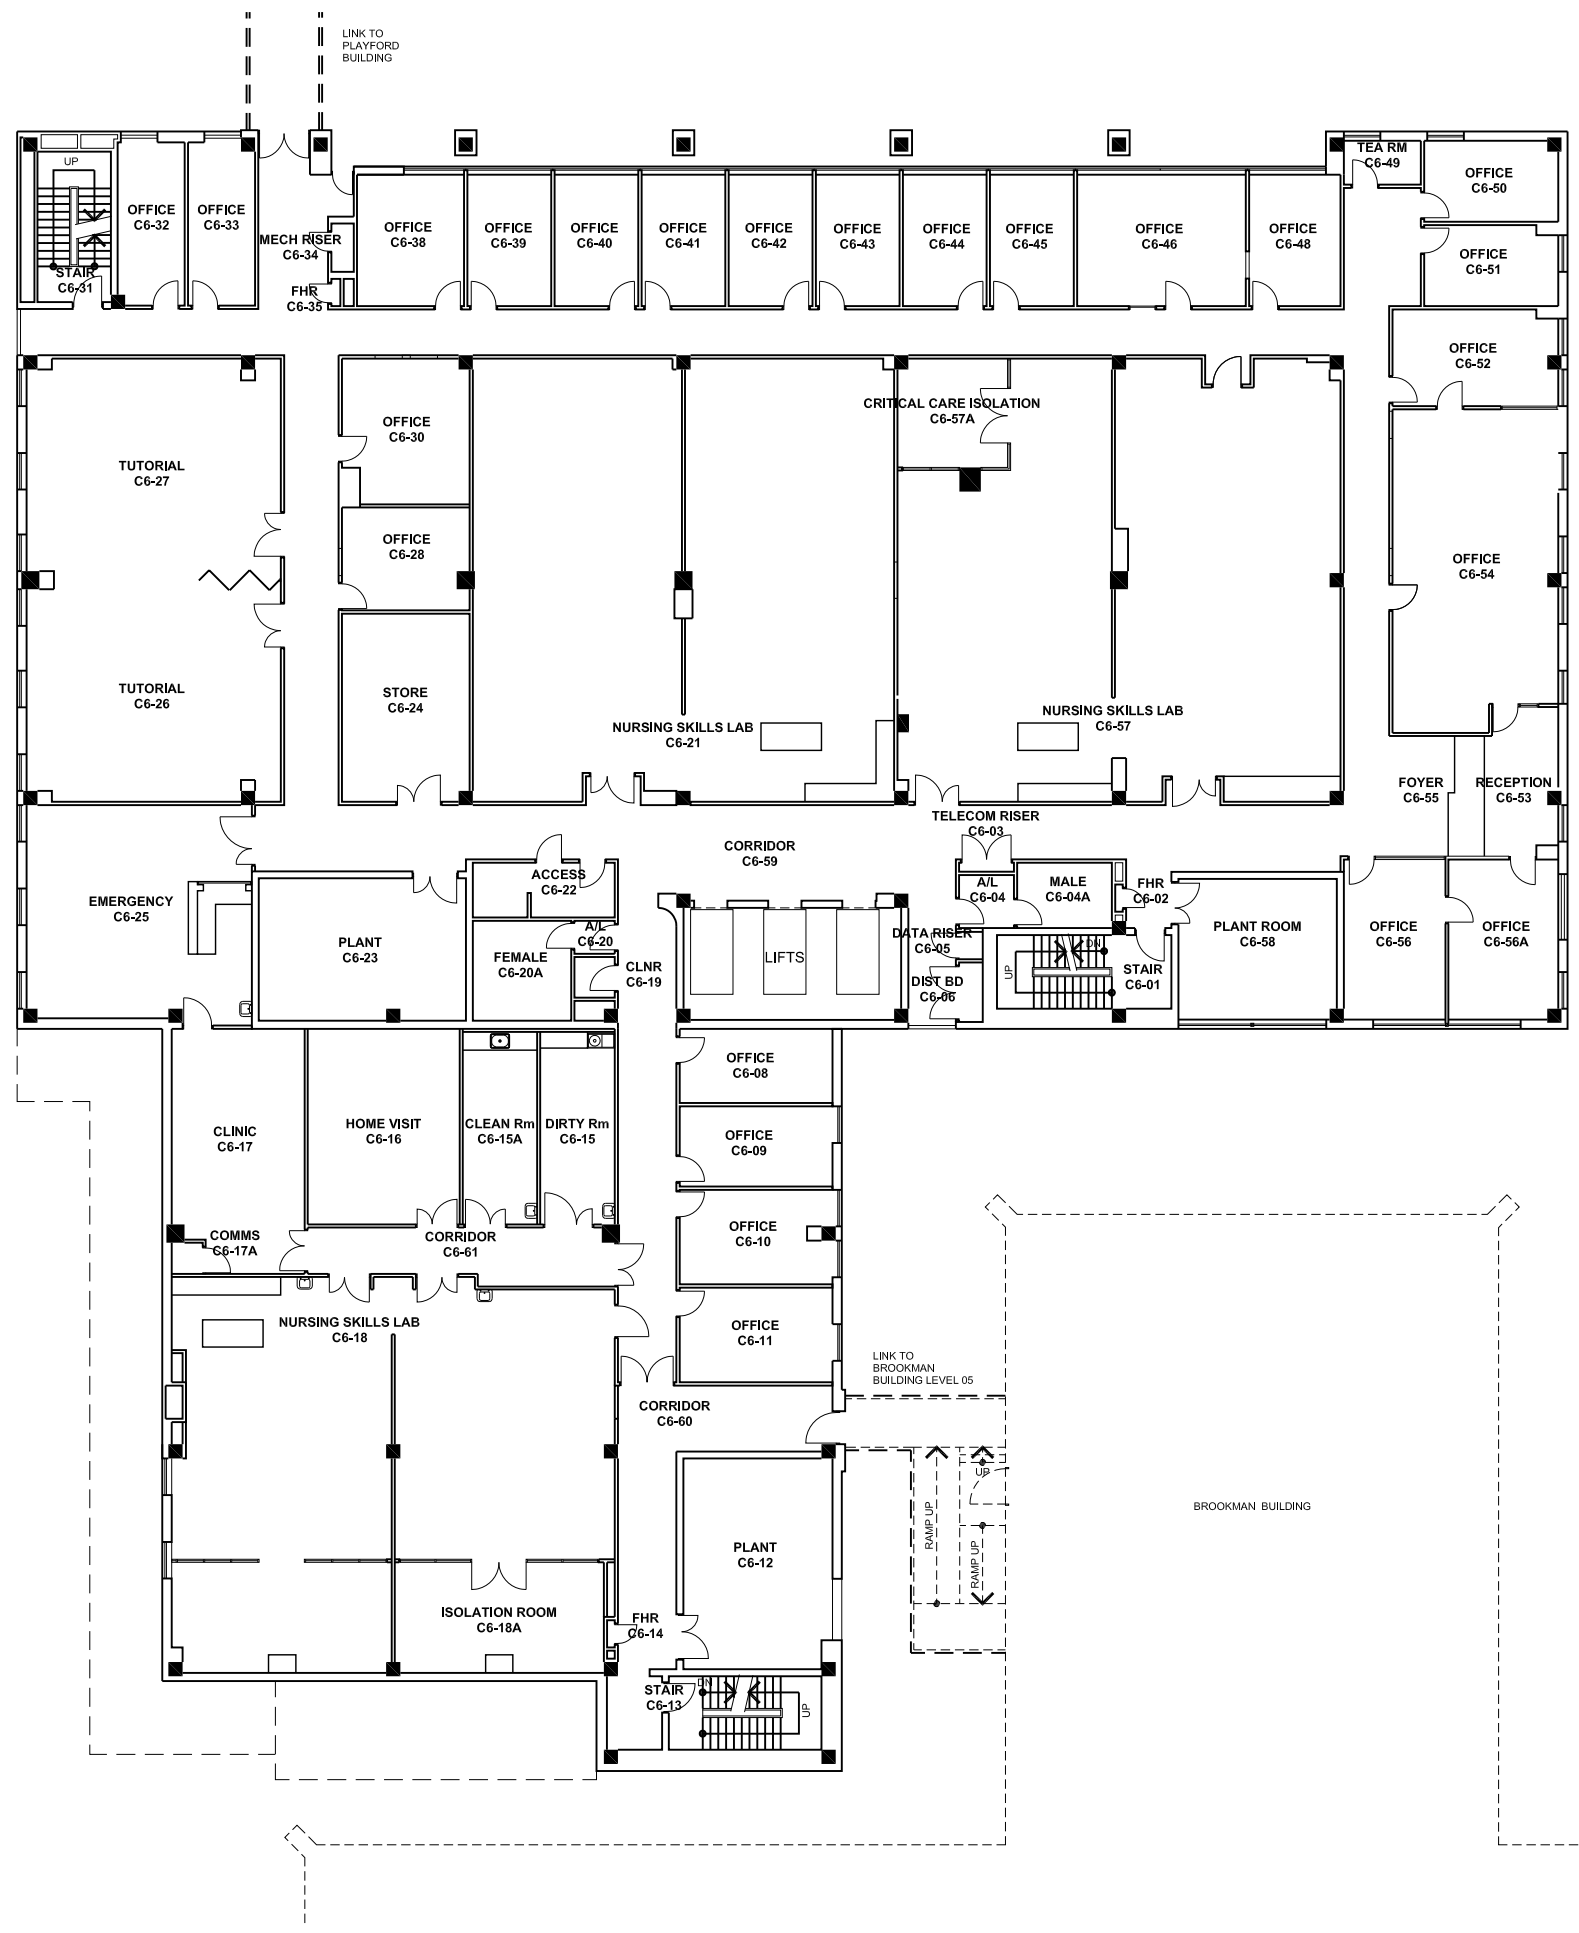 LINK TO
PLAYFORD
BUILDING
UP
STAIR
C6-31
OFFICE
C6-32
OFFICE
C6-33
MECH RISER
C6-34
FHR
C6-35
OFFICE
C6-38
OFFICE
C6-39
OFFICE
C6-40
OFFICE
C6-41
OFFICE
C6-42
OFFICE
C6-43
OFFICE
C6-44
OFFICE
C6-45
OFFICE
C6-46
OFFICE
C6-48
TEA RM
C6-49
OFFICE
C6-50
OFFICE
C6-51
OFFICE
C6-52
TUTORIAL
C6-27
OFFICE
C6-30
CRITICAL CARE ISOLATION
C6-57A
OFFICE
C6-28
OFFICE
C6-54
TUTORIAL
C6-26
STORE
C6-24
NURSING SKILLS LAB
C6-21
NURSING SKILLS LAB
C6-57
FOYER
C6-55
RECEPTION
C6-53
TELECOM RISER
C6-03
CORRIDOR
C6-59
EMERGENCY
C6-25
ACCESS
C6-22
A/L
C6-04
MALE
C6-04A
FHR
C6-02
PLANT
C6-23
A/L
C6-20
FEMALE
C6-20A
CLNR
C6-19
LIFTS
DATA RISER
C6-05
DIST BD
C6-06
UP
DN
STAIR
C6-01
PLANT ROOM
C6-58
OFFICE
C6-56
OFFICE
C6-56A
OFFICE
C6-08
CLINIC
C6-17
HOME VISIT
C6-16
CLEAN Rm
C6-15A
DIRTY Rm
C6-15
OFFICE
C6-09
COMMS
C6-17A
CORRIDOR
C6-61
OFFICE
C6-10
NURSING SKILLS LAB
C6-18
OFFICE
C6-11
LINK TO
BROOKMAN
BUILDING LEVEL 05
CORRIDOR
C6-60
UP
RAMP UP
RAMP UP
BROOKMAN BUILDING
PLANT
C6-12
ISOLATION ROOM
C6-18A
FHR
C6-14
STAIR
C6-13
DN
UP